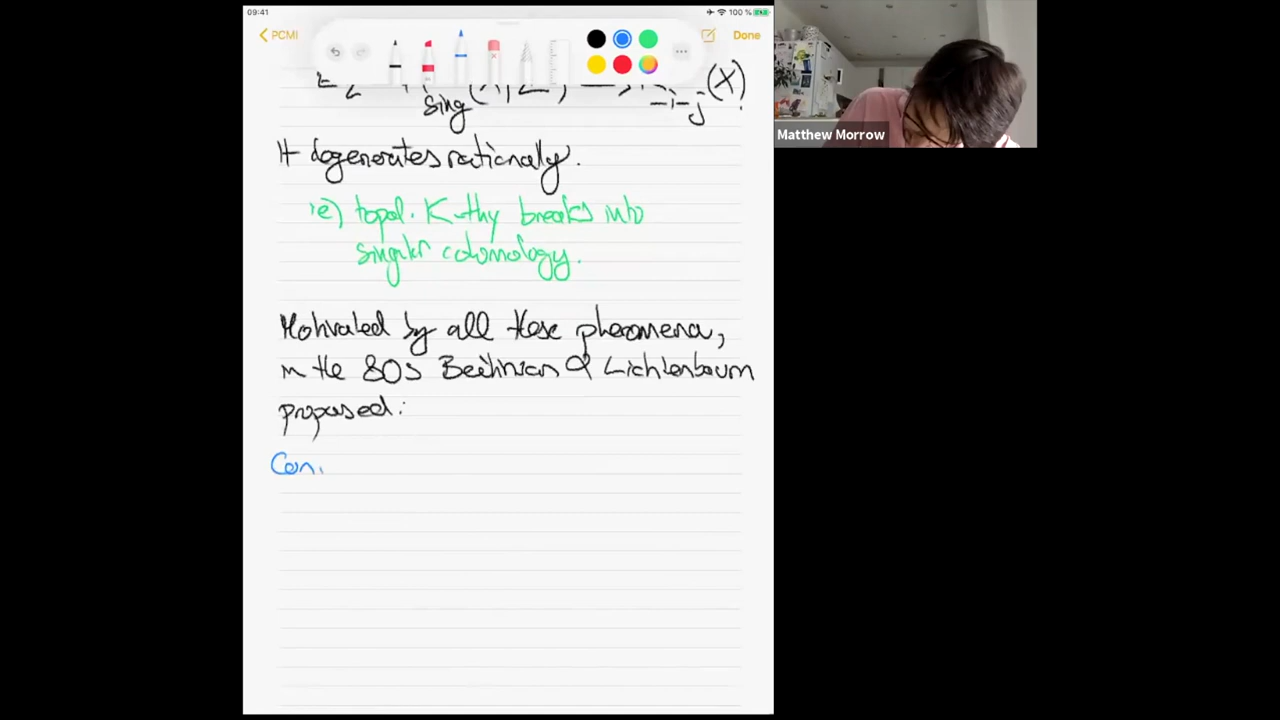 09:41
100 %
PCMI
Done
sing (X, Z) (X)
-i-j
It degenerates rationally.
ie) topol. K-thy breaks into
singular cohomology.
Motivated by all these phenomena,
in the 80s Beilinson & Lichtenbaum
proposed:
Con
Matthew Morrow